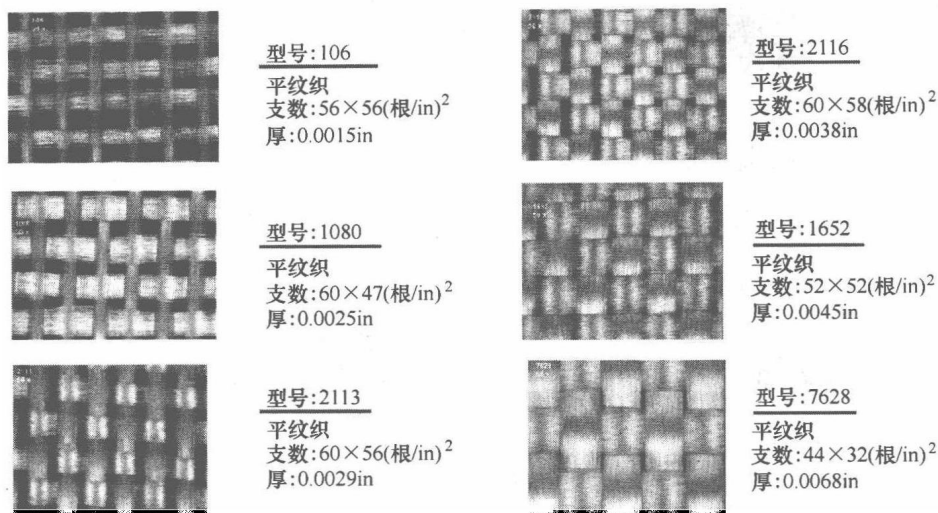 型号:106
平纹织
支数:56×56(根/in)²
厚:0.0015in
型号:1080
平纹织
支数:60×47(根/in)²
厚:0.0025in
型号:2113
平纹织
支数:60×56(根/in)²
厚:0.0029in
型号:2116
平纹织
支数:60×58(根/in)²
厚:0.0038in
型号:1652
平纹织
支数:52×52(根/in)²
厚:0.0045in
型号:7628
平纹织
支数:44×32(根/in)²
厚:0.0068in